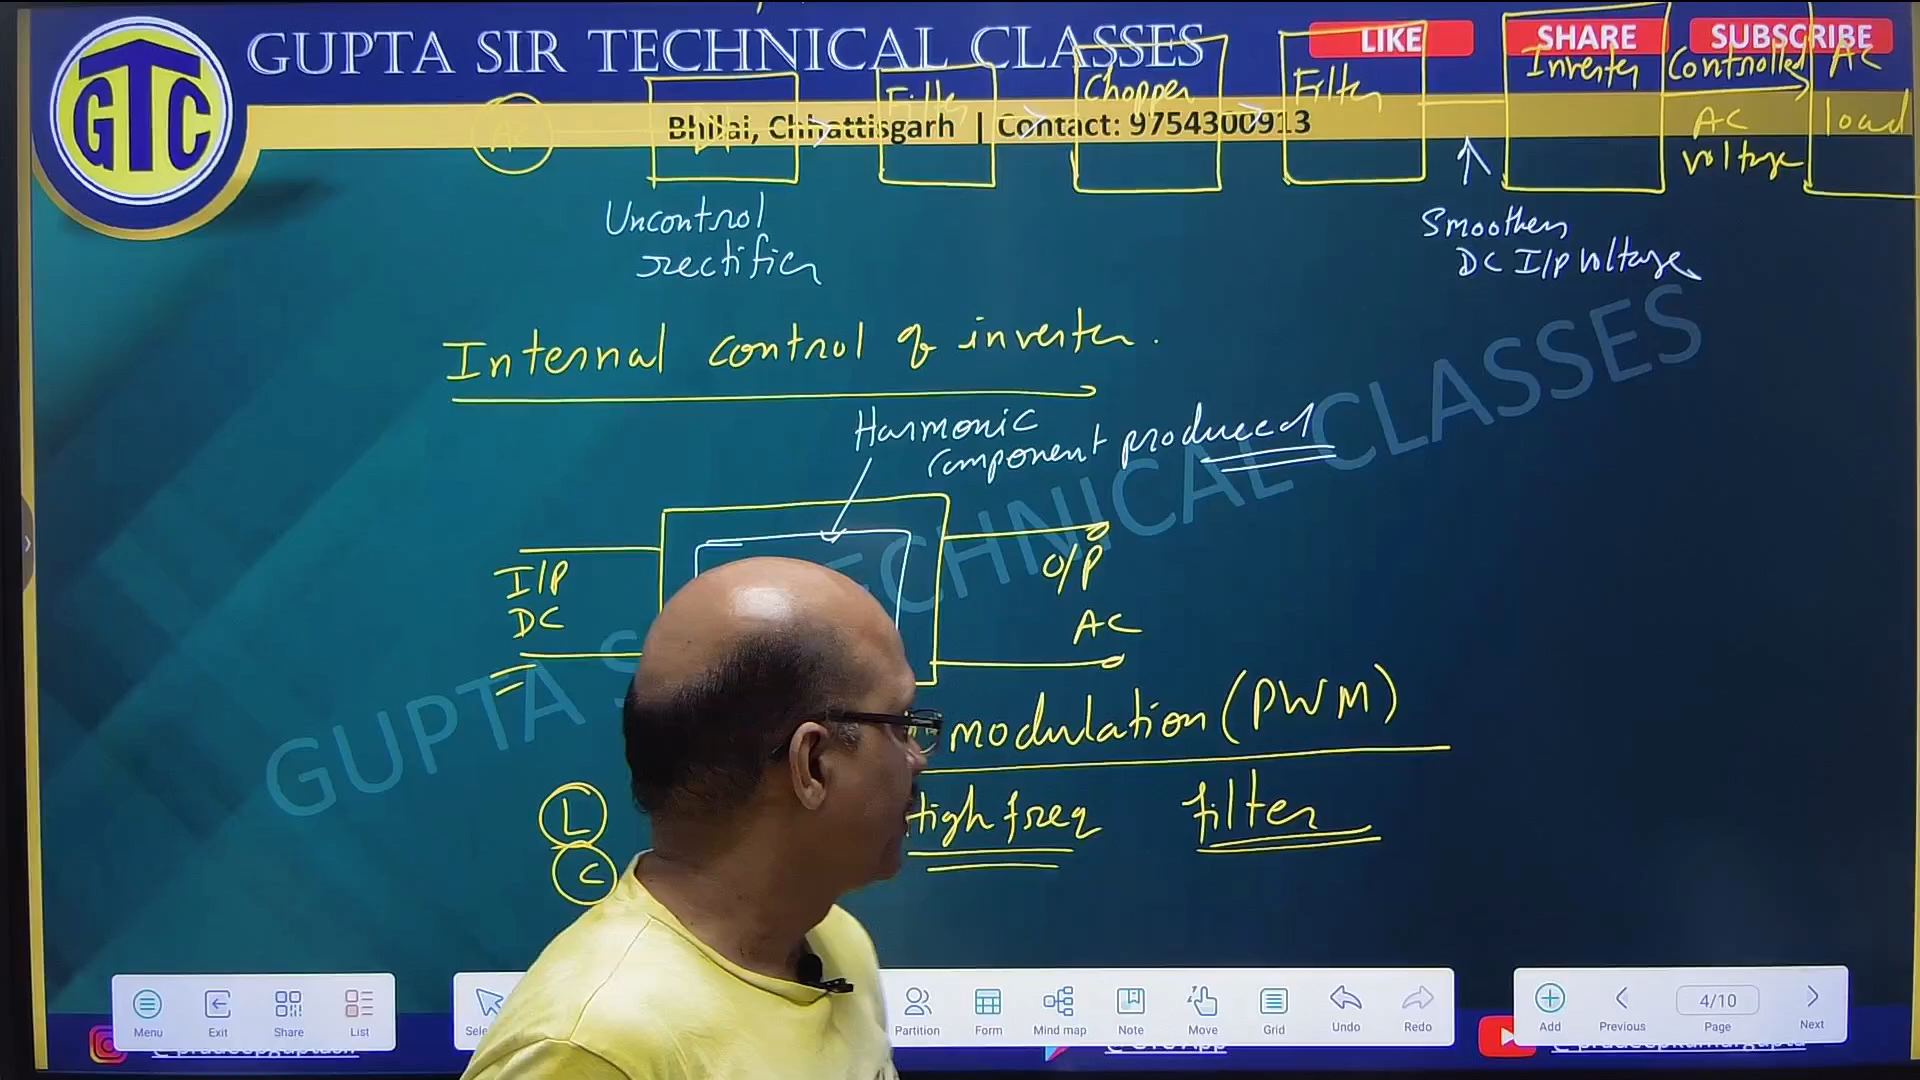 GUPTA SIR TECHNICAL CLASSES
GTC
LIKE
SHARE
SUBSCRIBE
Bhilai, Chhattisgarh | Contact: 9754300913
AC
Filter
Chopper
Filter
Inverter
Controlled
AC
voltage
AC
load
Uncontrol
rectifier
Smoothen
DC I/P Voltage
Internal control of inverter.
Harmonic
component produced
I/P
DC
O/P
AC
modulation (PWM)
L
C
High freq
filter
GUPTA S
TECHNICAL CLASSES
Menu
Exit
Share
List
Sele
Partition
Form
Mind map
Note
Move
Grid
Undo
Redo
Add
Previous
4/10
Page
Next